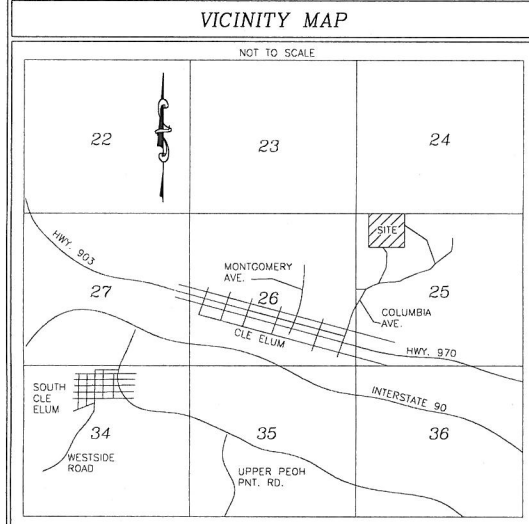 VICINITY MAP
NOT TO SCALE
22
23
24
SITE
HWY. 903
MONTGOMERY
AVE.
27
26
25
COLUMBIA
AVE.
CLE ELUM
HWY. 970
SOUTH
CLE
ELUM
INTERSTATE 90
34
35
36
WESTSIDE
ROAD
UPPER PEOH
PNT. RD.